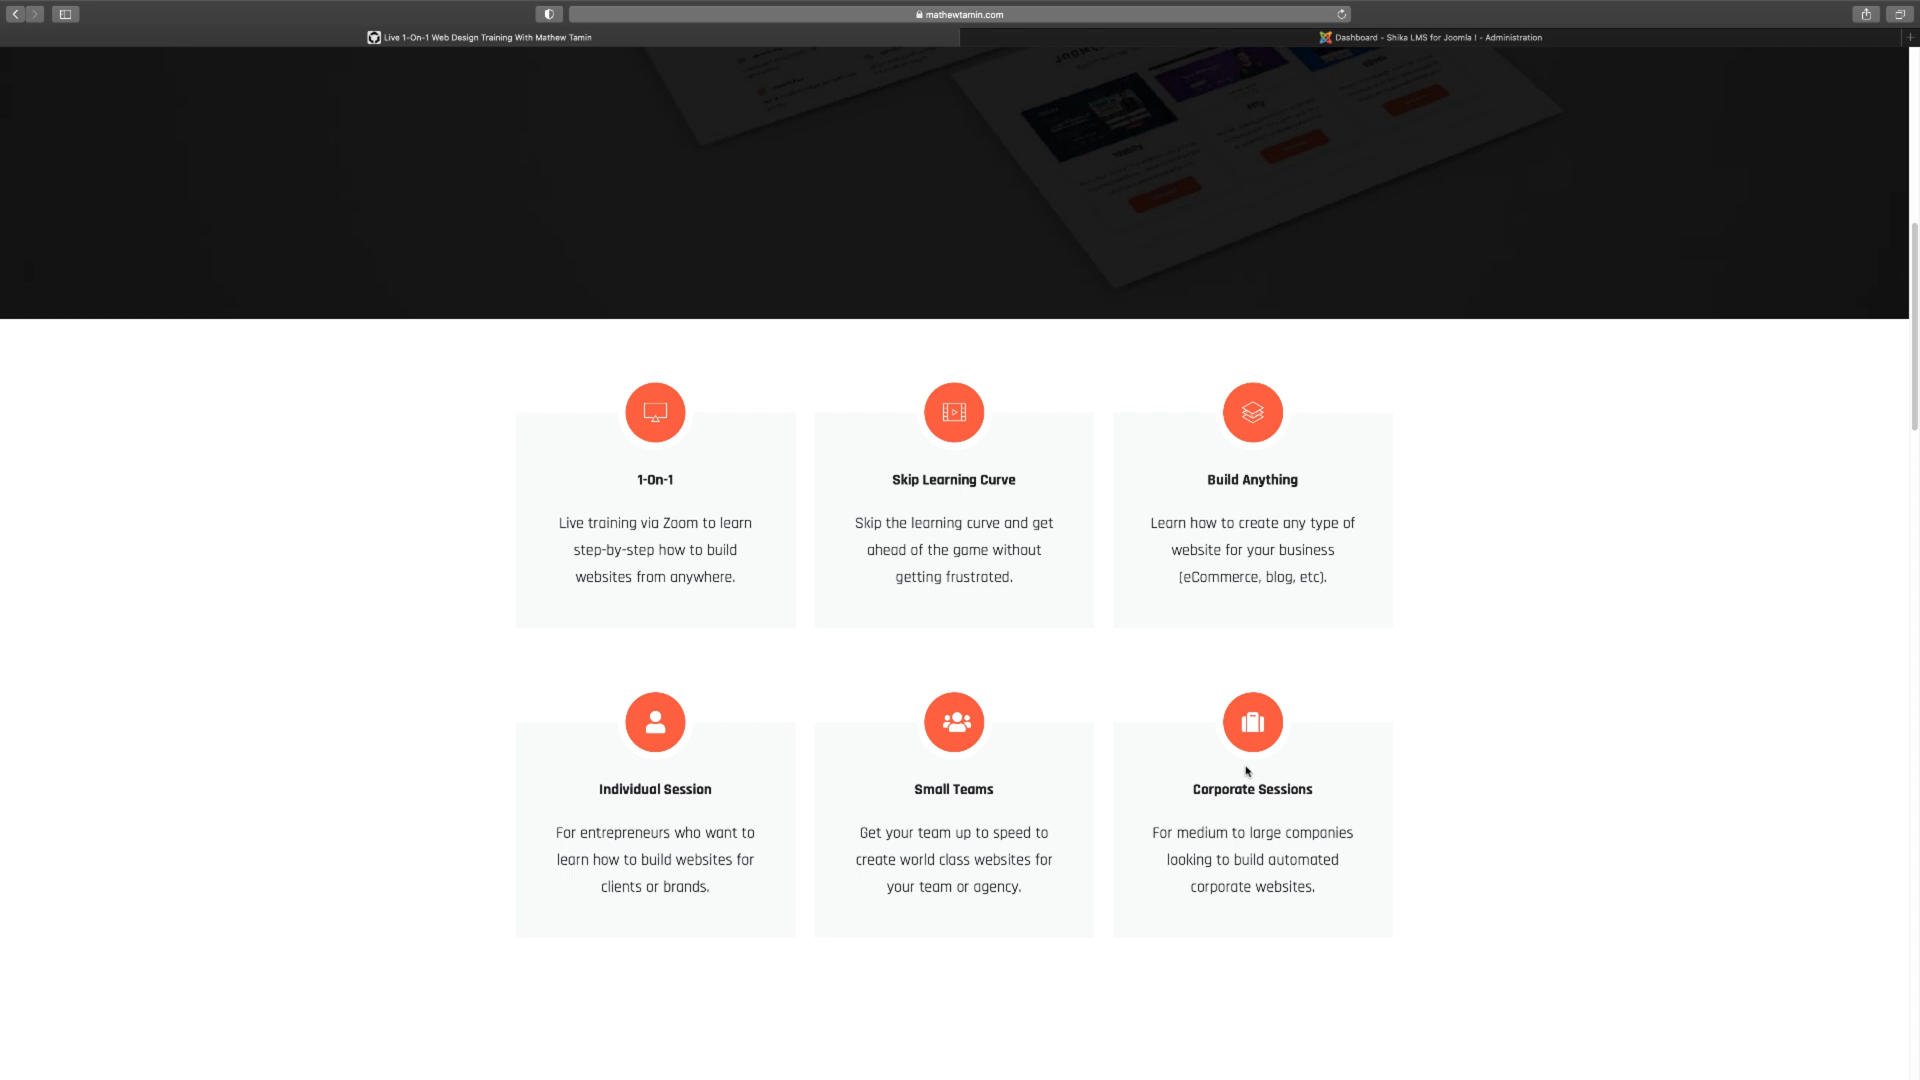 mathewtamin.com
Live 1-On-1 Web Design Training With Mathew Tamin
Dashboard - Shika LMS for Joomla ! - Administration
1-On-1
Live training via Zoom to learn
step-by-step how to build
websites from anywhere.
Skip Learning Curve
Skip the learning curve and get
ahead of the game without
getting frustrated.
Build Anything
Learn how to create any type of
website for your business
(eCommerce, blog, etc).
Individual Session
For entrepreneurs who want to
learn how to build websites for
clients or brands.
Small Teams
Get your team up to speed to
create world class websites for
your team or agency.
Corporate Sessions
For medium to large companies
looking to build automated
corporate websites.